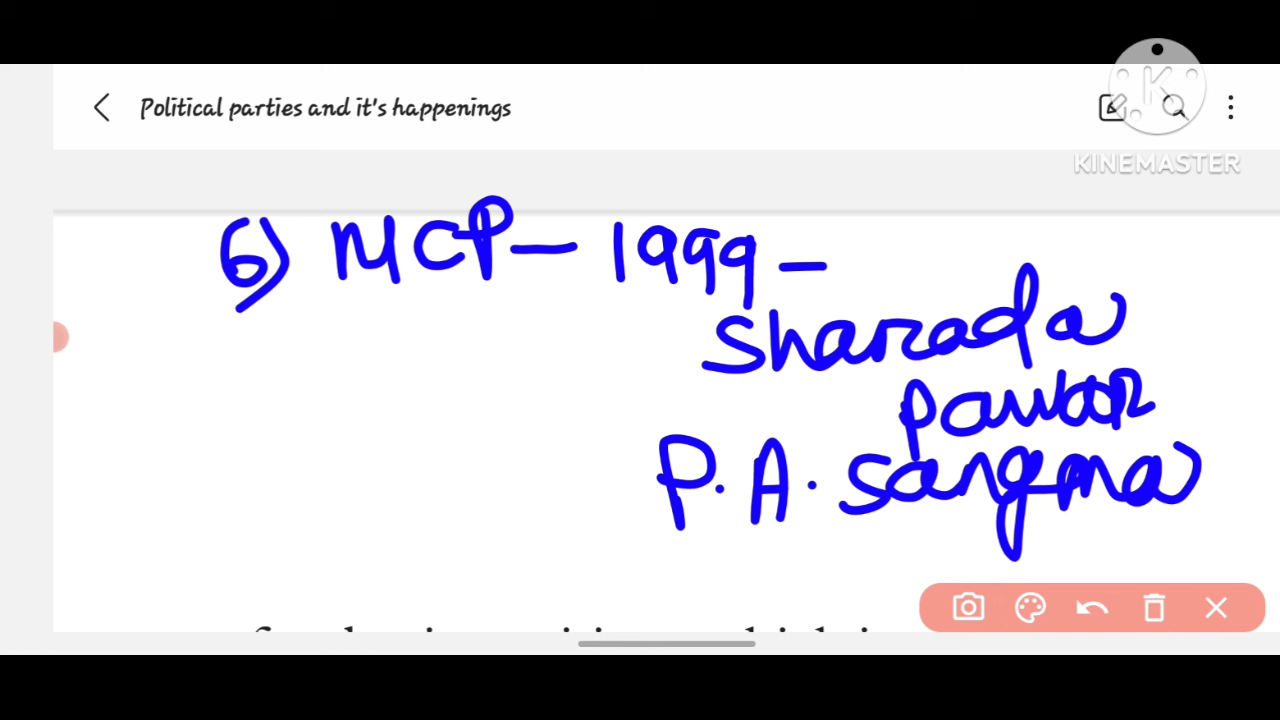 Political parties and it's happenings
KINEMASTER
6) NCP - 1999 -
Sharada
pawar
P. A. Sangma